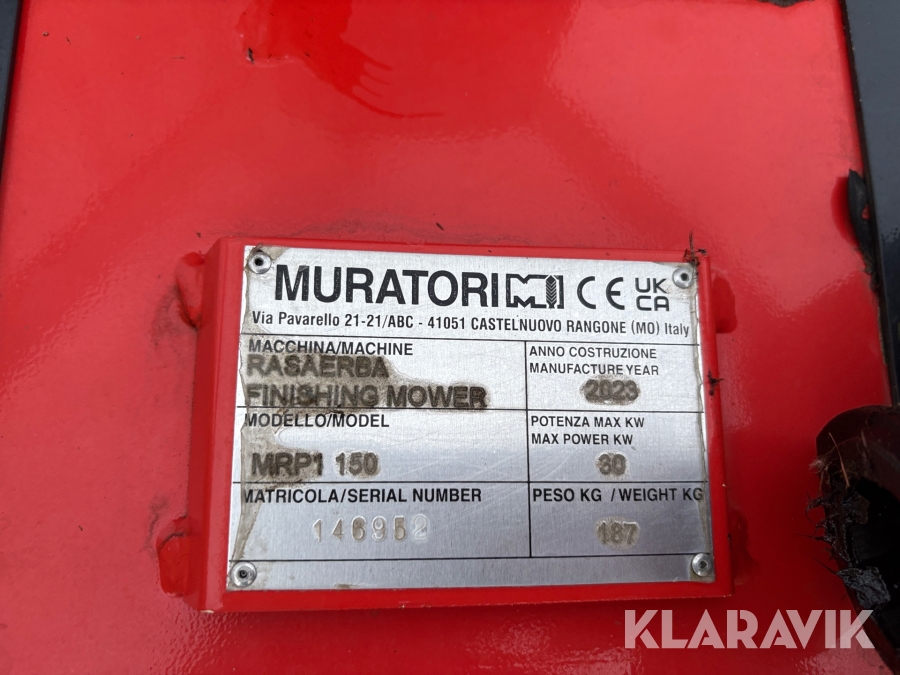 MURATORI CE UK CA
Via Pavarello 21-21/ABC - 41051 CASTELNUOVO RANGONE (MO) Italy
MACCHINA/MACHINE
RASAERBA
FINISHING MOWER
ANNO COSTRUZIONE
MANUFACTURE YEAR
2023
MODELLO/MODEL
MRP1 150
POTENZA MAX KW
MAX POWER KW
MATRICOLA/SERIAL NUMBER
146952
PESO KG / WEIGHT KG
187
KLARAVIK